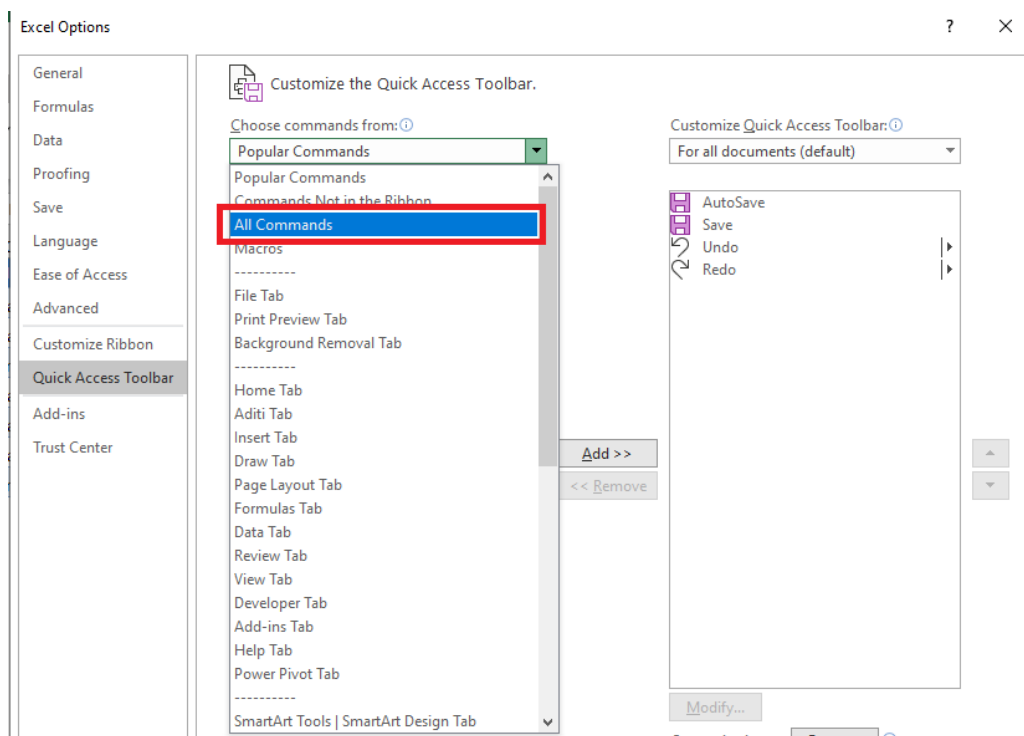 Excel Options
?
General
Formulas
Data
Proofing
Save
Language
Ease of Access
Advanced
Customize Ribbon
Quick Access Toolbar
Add-ins
Trust Center
Customize the Quick Access Toolbar.
Choose commands from:
Popular Commands
Popular Commands
Commands Not in the Ribbon
All Commands
Macros
----------
File Tab
Print Preview Tab
Background Removal Tab
----------
Home Tab
Aditi Tab
Insert Tab
Draw Tab
Page Layout Tab
Formulas Tab
Data Tab
Review Tab
View Tab
Developer Tab
Add-ins Tab
Help Tab
Power Pivot Tab
----------
SmartArt Tools | SmartArt Design Tab
Add >>
<< Remove
Customize Quick Access Toolbar:
For all documents (default)
AutoSave
Save
Undo
Redo
Modify...